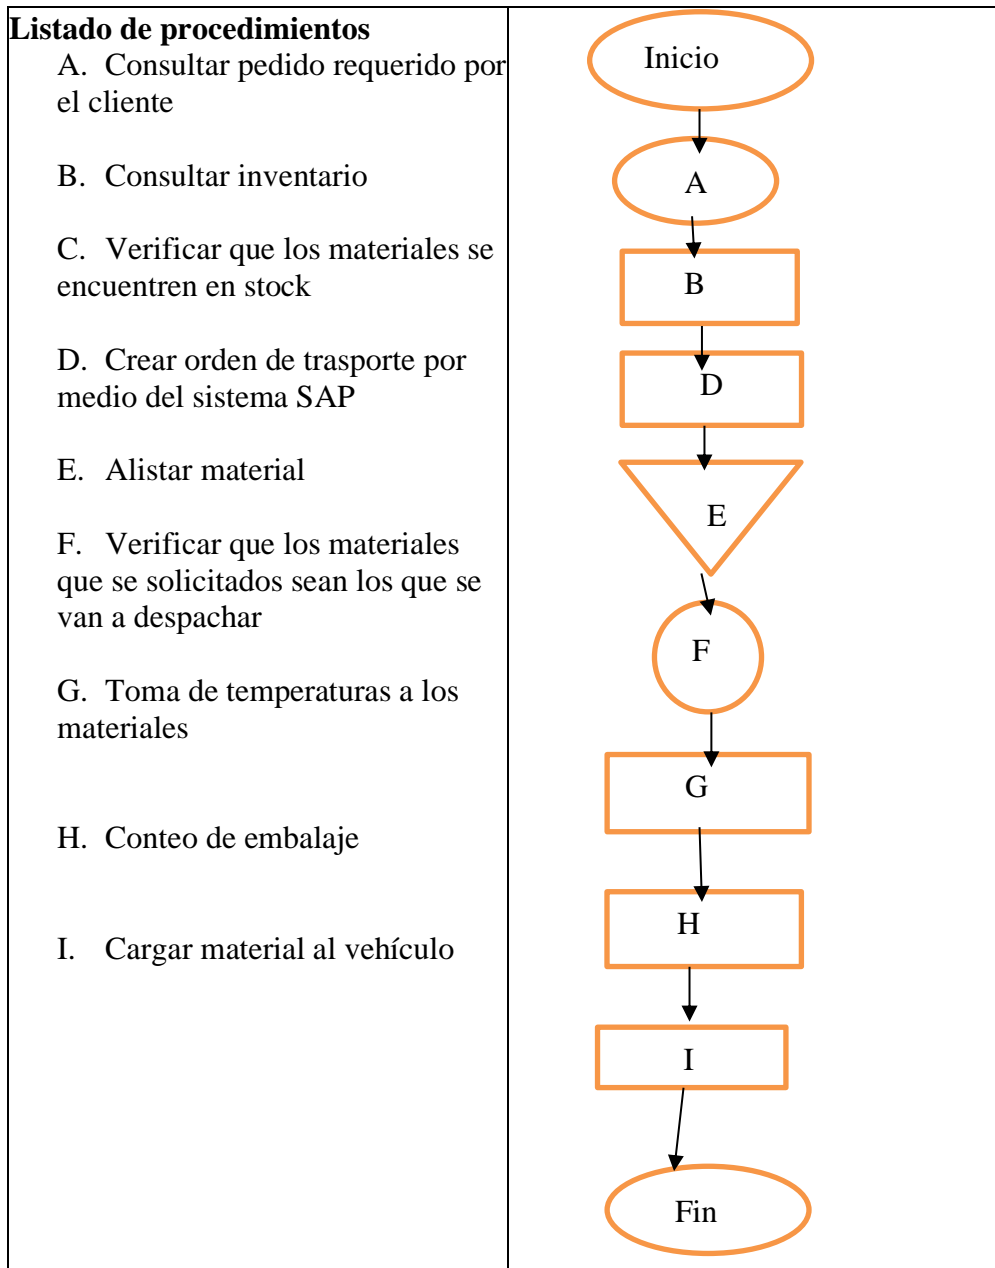 Listado de procedimientos
A. Consultar pedido requerido por
el cliente
B. Consultar inventario
C. Verificar que los materiales se
encuentren en stock
D. Crear orden de trasporte por
medio del sistema SAP
E. Alistar material
F. Verificar que los materiales
que se solicitados sean los que se
van a despachar
G. Toma de temperaturas a los
materiales
H. Conteo de embalaje
I. Cargar material al vehículo
Inicio
A
B
D
E
F
G
H
I
Fin